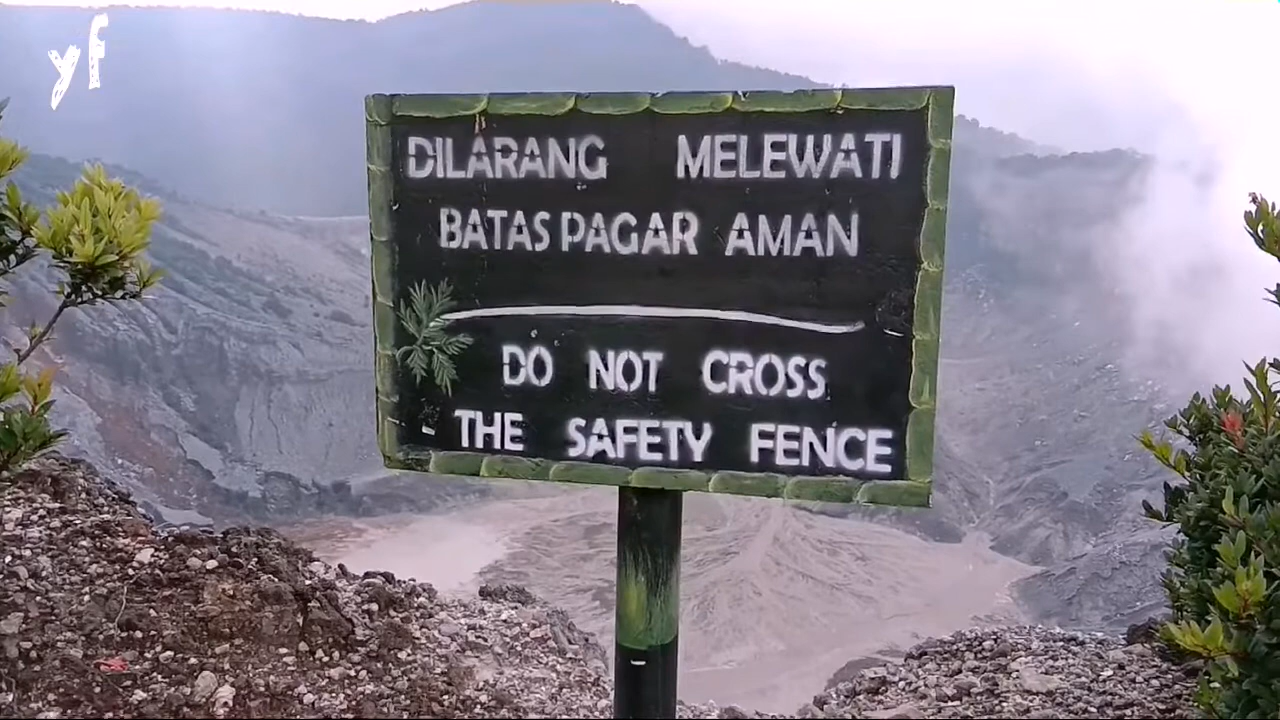 yf
DILARANG MELEWATI
BATAS PAGAR AMAN
DO NOT CROSS
THE SAFETY FENCE